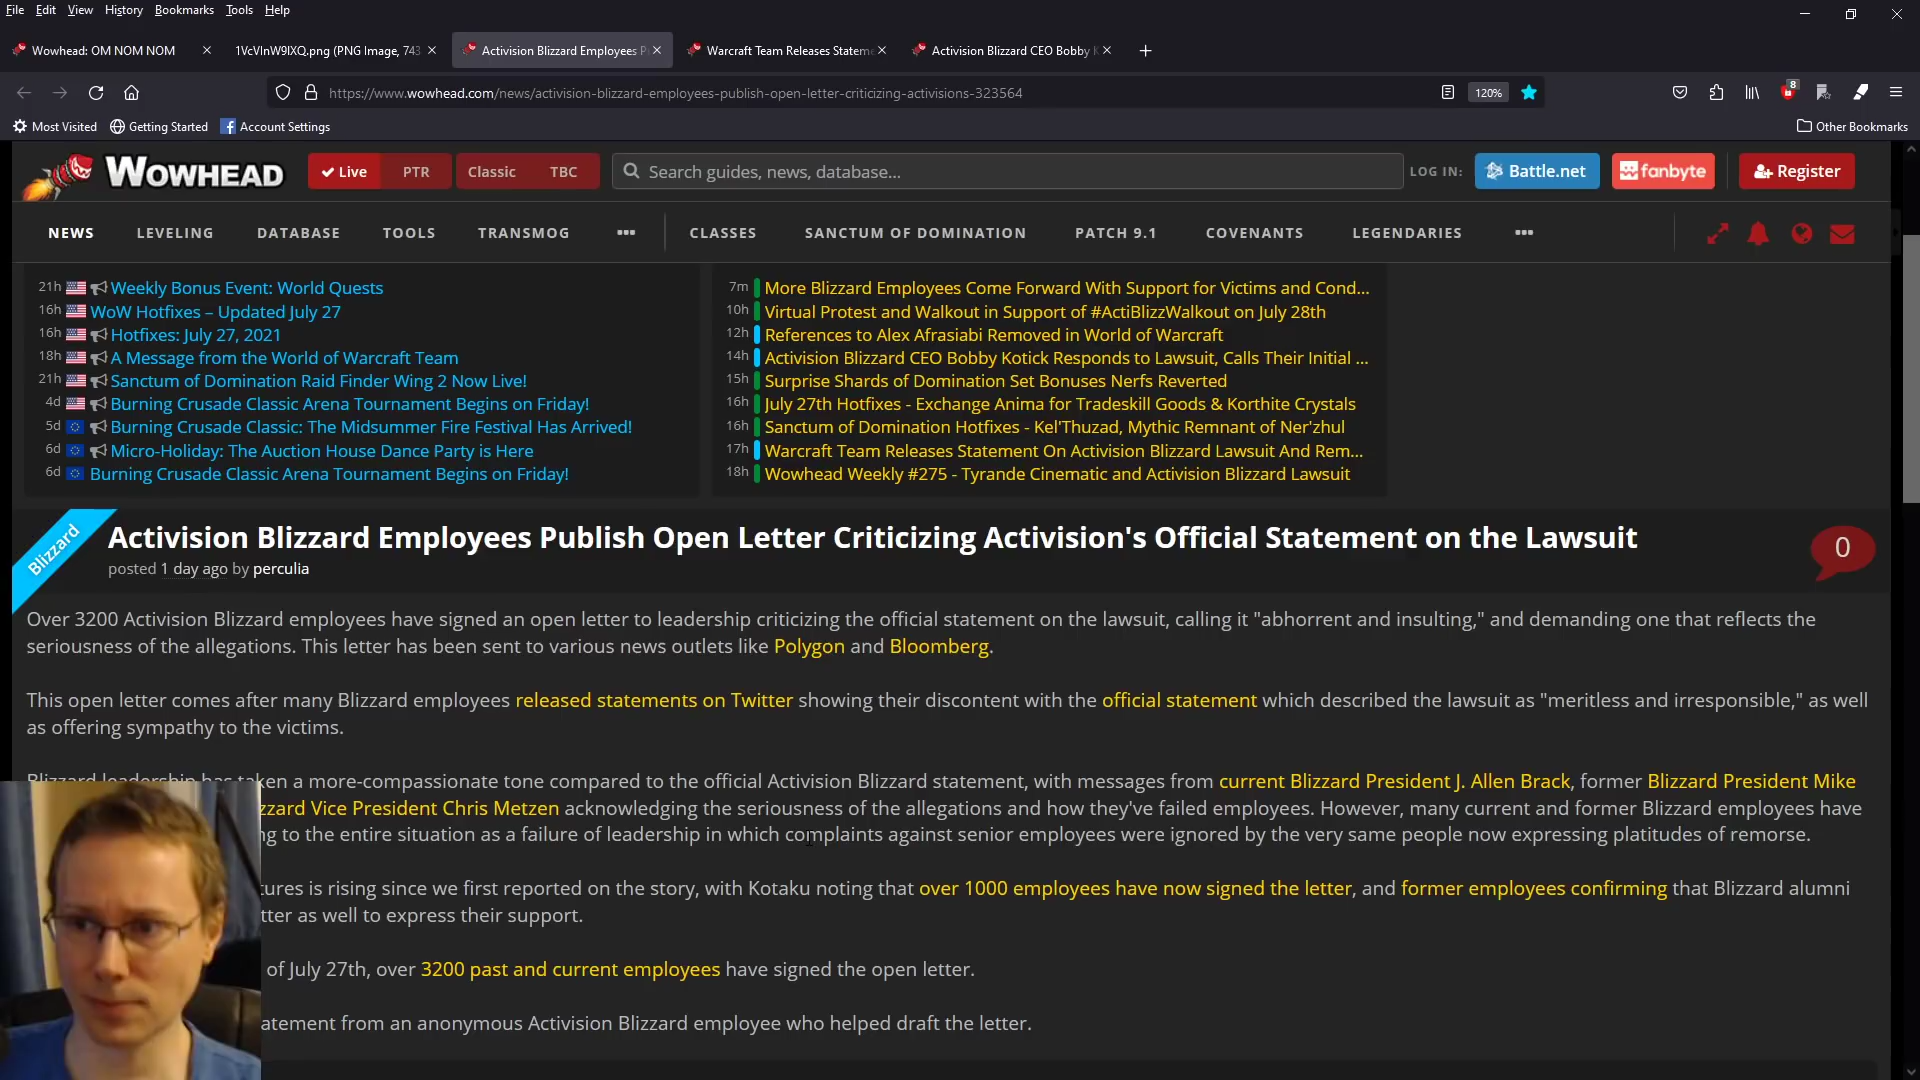 File Edit View History Bookmarks Tools Help
Wowhead: OM NOM NOM
1VcVlnW9lXQ.png (PNG Image, 743
Activision Blizzard Employees P
Warcraft Team Releases Statem
Activision Blizzard CEO Bobby K
https://www.wowhead.com/news/activision-blizzard-employees-publish-open-letter-criticizing-activisions-323564
120%
8
Most Visited Getting Started Account Settings
Other Bookmarks
WOWHEAD
Live PTR Classic TBC
Search guides, news, database...
LOG IN: Battle.net fanbyte Register
NEWS LEVELING DATABASE TOOLS TRANSMOG ••• CLASSES SANCTUM OF DOMINATION PATCH 9.1 COVENANTS LEGENDARIES •••
21h Weekly Bonus Event: World Quests
16h WoW Hotfixes – Updated July 27
16h Hotfixes: July 27, 2021
18h A Message from the World of Warcraft Team
21h Sanctum of Domination Raid Finder Wing 2 Now Live!
4d Burning Crusade Classic Arena Tournament Begins on Friday!
5d Burning Crusade Classic: The Midsummer Fire Festival Has Arrived!
6d Micro-Holiday: The Auction House Dance Party is Here
6d Burning Crusade Classic Arena Tournament Begins on Friday!
7m More Blizzard Employees Come Forward With Support for Victims and Cond...
10h Virtual Protest and Walkout in Support of #ActiBlizzWalkout on July 28th
12h References to Alex Afrasiabi Removed in World of Warcraft
14h Activision Blizzard CEO Bobby Kotick Responds to Lawsuit, Calls Their Initial ...
15h Surprise Shards of Domination Set Bonuses Nerfs Reverted
16h July 27th Hotfixes - Exchange Anima for Tradeskill Goods & Korthite Crystals
16h Sanctum of Domination Hotfixes - Kel'Thuzad, Mythic Remnant of Ner'zhul
17h Warcraft Team Releases Statement On Activision Blizzard Lawsuit And Rem...
18h Wowhead Weekly #275 - Tyrande Cinematic and Activision Blizzard Lawsuit
Blizzard
Activision Blizzard Employees Publish Open Letter Criticizing Activision's Official Statement on the Lawsuit
0
posted 1 day ago by perculia
Over 3200 Activision Blizzard employees have signed an open letter to leadership criticizing the official statement on the lawsuit, calling it "abhorrent and insulting," and demanding one that reflects the
seriousness of the allegations. This letter has been sent to various news outlets like Polygon and Bloomberg.
This open letter comes after many Blizzard employees released statements on Twitter showing their discontent with the official statement which described the lawsuit as "meritless and irresponsible," as well
as offering sympathy to the victims.
Blizzard leadership has taken a more-compassionate tone compared to the official Activision Blizzard statement, with messages from current Blizzard President J. Allen Brack, former Blizzard President Mike
zzard Vice President Chris Metzen acknowledging the seriousness of the allegations and how they've failed employees. However, many current and former Blizzard employees have
ng to the entire situation as a failure of leadership in which complaints against senior employees were ignored by the very same people now expressing platitudes of remorse.
tures is rising since we first reported on the story, with Kotaku noting that over 1000 employees have now signed the letter, and former employees confirming that Blizzard alumni
tter as well to express their support.
of July 27th, over 3200 past and current employees have signed the open letter.
atement from an anonymous Activision Blizzard employee who helped draft the letter.